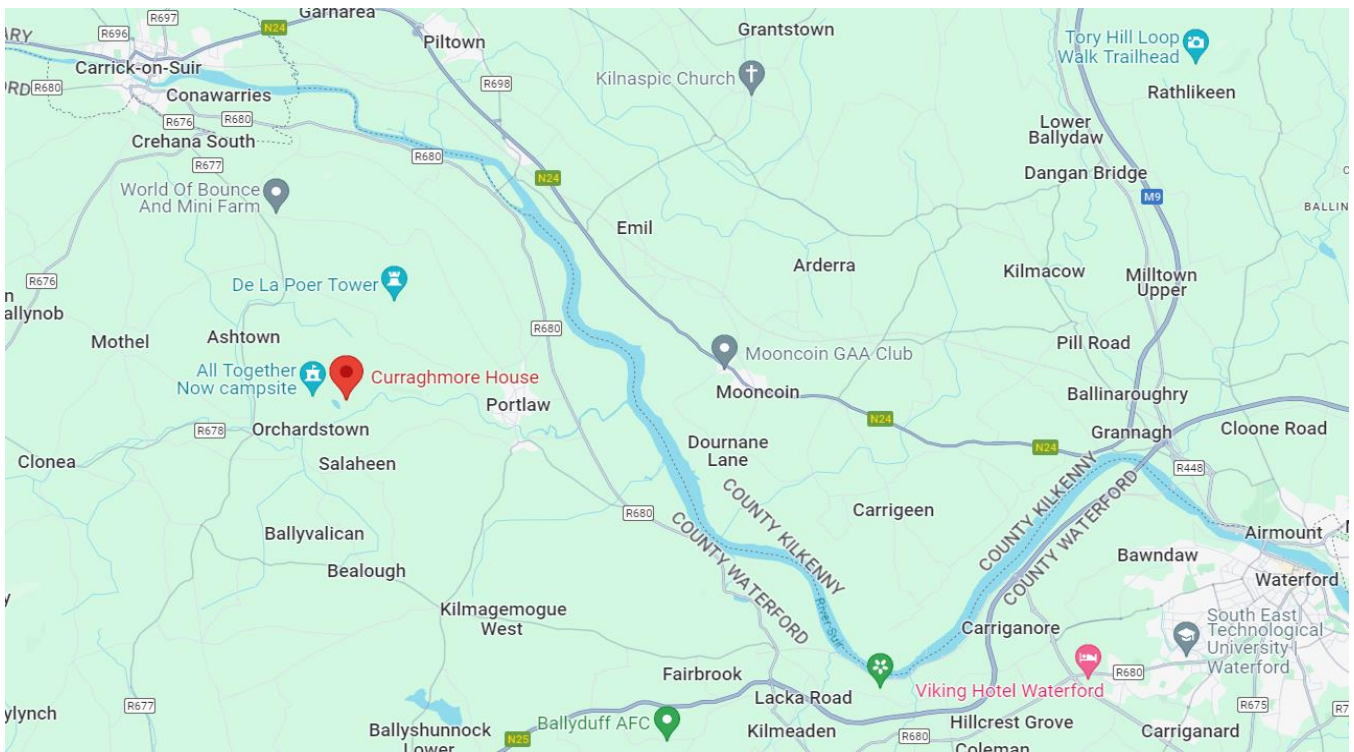 R697
Garnarea
ARY
R696
N24
Piltown
Grantstown
Tory Hill Loop
Walk Trailhead
Carrick-on-Suir
Kilnaspic Church
RD
R680
R698
Rathlikeen
Conawarries
R676
R680
Lower
Ballydaw
Crehana South
R680
R677
N24
Dangan Bridge
World Of Bounce
And Mini Farm
M9
BALLIN
Emil
Arderra
Kilmacow
Milltown
Upper
R676
De La Poer Tower
n
allynob
Mothel
Ashtown
R680
Pill Road
Mooncoin GAA Club
All Together
Now campsite
Curraghmore House
Portlaw
Mooncoin
Ballinaroughry
N24
R678
Orchardstown
Grannagh
Cloone Road
Clonea
Salaheen
Dournane
Lane
N24
R448
COUNTY KILKENNY
COUNTY WATERFORD
R680
COUNTY KILKENNY
COUNTY WATERFORD
Carrigeen
Ballyvalican
Airmount
Bawndaw
Bealough
Waterford
y
Kilmagemogue
West
River Suir
Carriganore
South East
Technological
University |
Waterford
Fairbrook
Lacka Road
Viking Hotel Waterford
R680
ylynch
R677
Ballyshunnock
Lower
N25
Ballyduff AFC
Kilmeaden
R680
Hillcrest Grove
Coleman
R675
R7
Carriganard